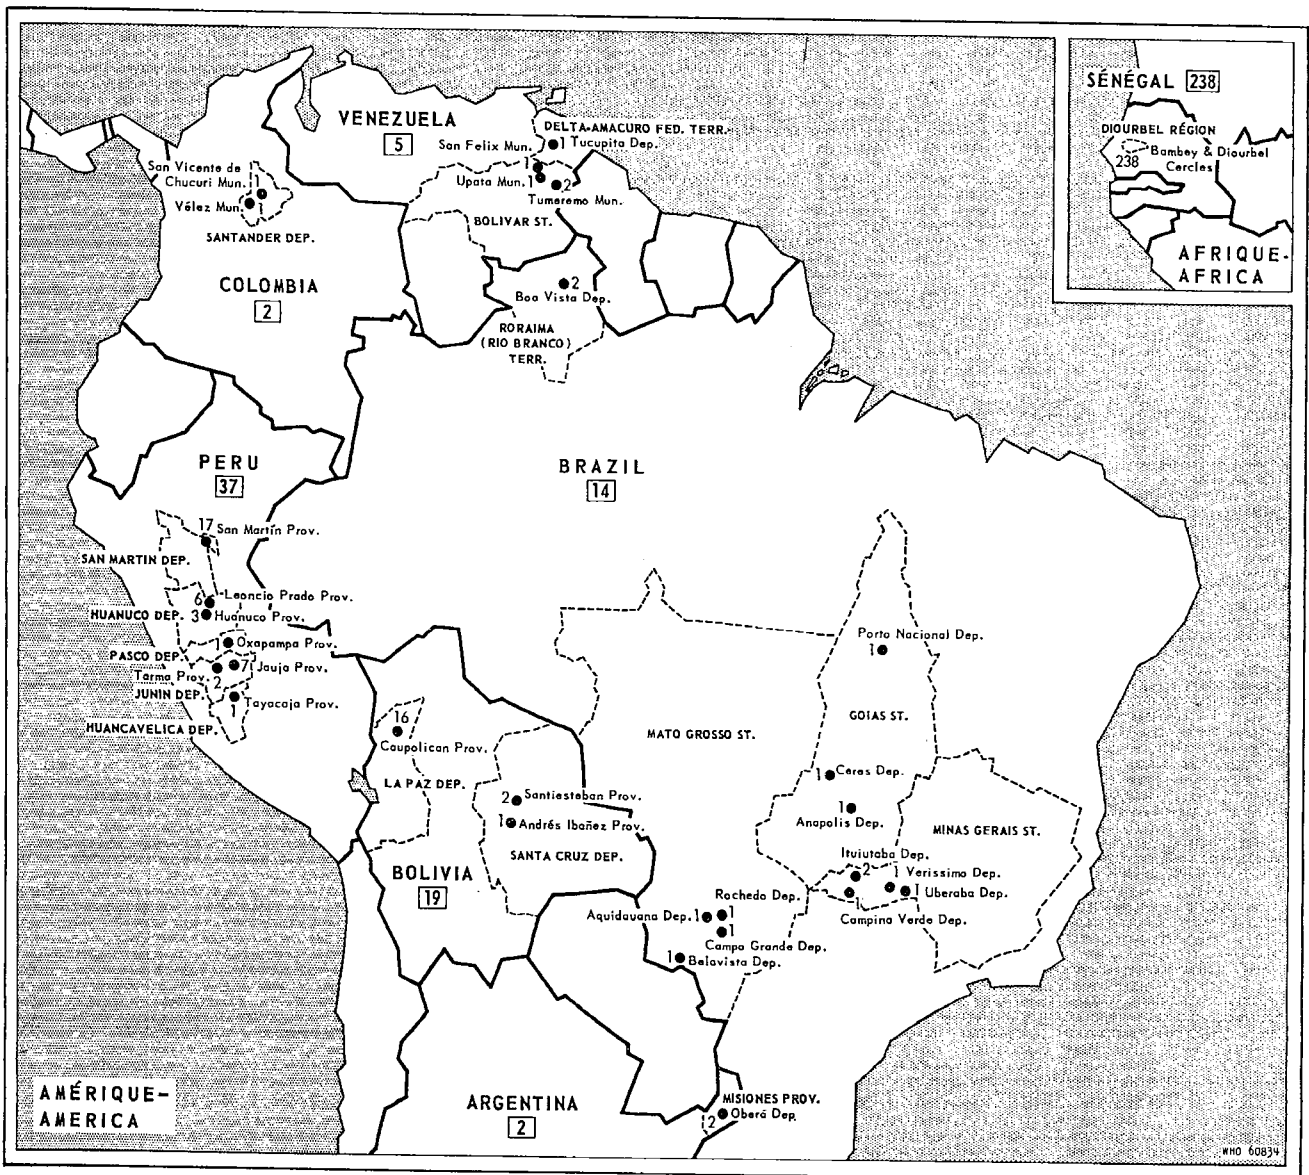 SÉNÉGAL 238
DIOURBEL RÉGION
238
Bambey & Diourbel
Cercles
AFRIQUE-
AFRICA
VENEZUELA
5
DELTA-AMACURO FED. TERR.
San Felix Mun.
1 Tucupita Dep.
1
Upata Mun.
1
2
Tumeremo Mun.
BOLIVAR ST.
San Vicente de
Chucuri Mun.
1
Vélez Mun.
1
SANTANDER DEP.
COLOMBIA
2
2
Boa Vista Dep.
RORAIMA
(RIO BRANCO)
TERR.
PERU
37
BRAZIL
14
17 San Martín Prov.
SAN MARTIN DEP.
6 Leoncio Prado Prov.
HUANUCO DEP. 3 Huanuco Prov.
1 Oxapampa Prov.
PASCO DEP.
7 Jauja Prov.
Tarma Prov. 2
JUNIN DEP.
1 Tayacaja Prov.
HUANCAVELICA DEP.
Porto Nacional Dep.
1
GOIAS ST.
MATO GROSSO ST.
16
Caupolican Prov.
LA PAZ DEP.
2 Santiesteban Prov.
1 Andrés Ibañez Prov.
SANTA CRUZ DEP.
BOLIVIA
19
1 Ceres Dep.
1
Anapolis Dep.
MINAS GERAIS ST.
Ituiutaba Dep.
2
1 Verissimo Dep.
1 Uberaba Dep.
1
Campina Verde Dep.
Rochedo Dep.
Aquidauana Dep. 1 1
1
Campo Grande Dep.
1 Belavista Dep.
AMÉRIQUE-
AMERICA
ARGENTINA
2
MISIONES PROV.
2 Oberá Dep.
WHO 60834